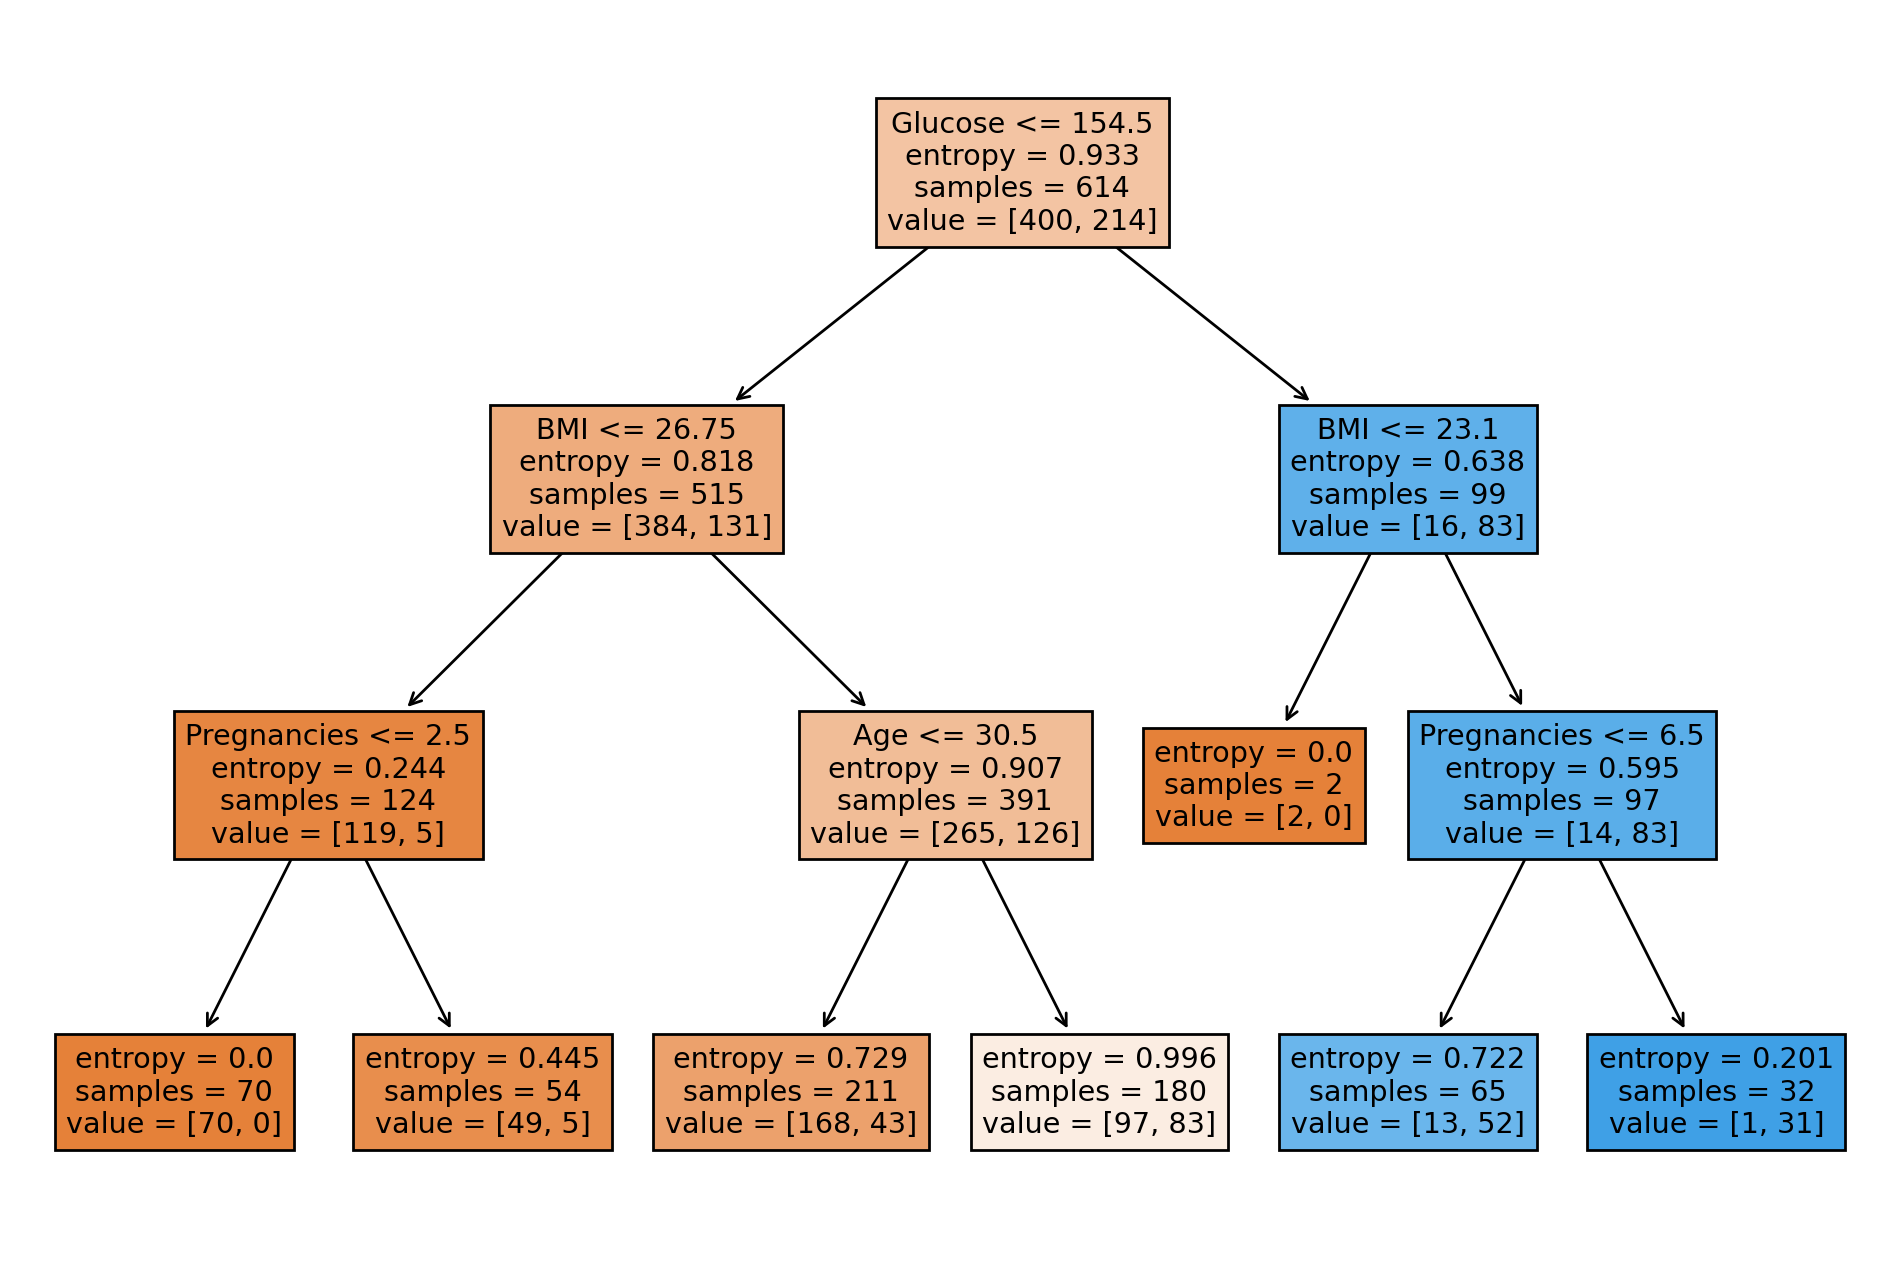 Glucose <= 154.5
entropy = 0.933
samples = 614
value = [400, 214]
BMI <= 26.75
entropy = 0.818
samples = 515
value = [384, 131]
BMI <= 23.1
entropy = 0.638
samples = 99
value = [16, 83]
Pregnancies <= 2.5
entropy = 0.244
samples = 124
value = [119, 5]
Age <= 30.5
entropy = 0.907
samples = 391
value = [265, 126]
entropy = 0.0
samples = 2
value = [2, 0]
Pregnancies <= 6.5
entropy = 0.595
samples = 97
value = [14, 83]
entropy = 0.0
samples = 70
value = [70, 0]
entropy = 0.445
samples = 54
value = [49, 5]
entropy = 0.729
samples = 211
value = [168, 43]
entropy = 0.996
samples = 180
value = [97, 83]
entropy = 0.722
samples = 65
value = [13, 52]
entropy = 0.201
samples = 32
value = [1, 31]